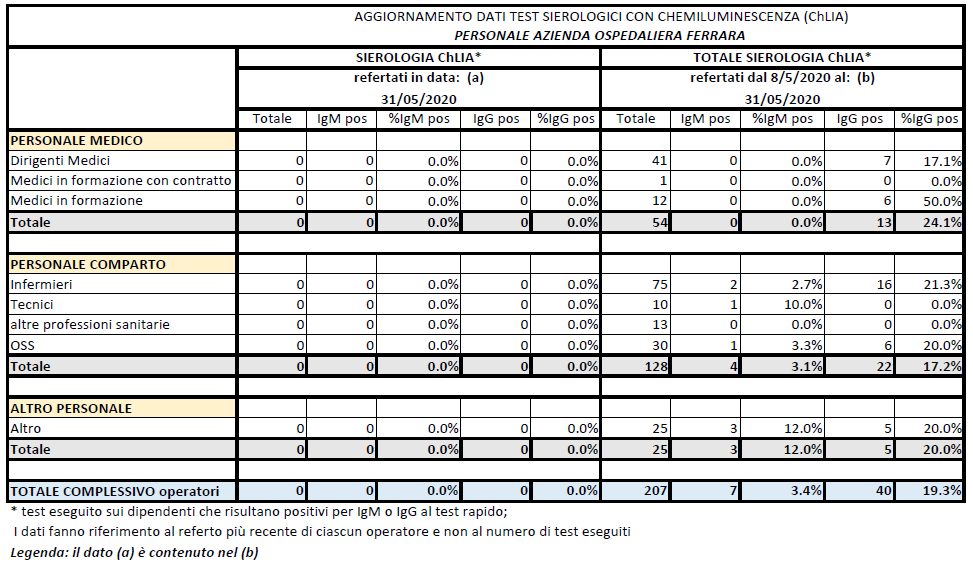 AGGIORNAMENTO DATI TEST SIEROLOGICI CON CHEMILUMINESCENZA (ChLIA)
PERSONALE AZIENDA OSPEDALIERA FERRARA
SIEROLOGIA ChLIA* TOTALE SIEROLOGIA ChLIA*
refertati in data: (a) refertati dal 8/5/2020 al: (b)
31/05/2020 31/05/2020
Totale IgM pos %IgM pos IgG pos %IgG pos Totale IgM pos %IgM pos IgG pos %IgG pos
PERSONALE MEDICO
Dirigenti Medici 0 0 0.0% 0 0.0% 41 0 0.0% 7 17.1%
Medici in formazione con contratto 0 0 0.0% 0 0.0% 1 0 0.0% 0 0.0%
Medici in formazione 0 0 0.0% 0 0.0% 12 0 0.0% 6 50.0%
Totale 0 0 0.0% 0 0.0% 54 0 0.0% 13 24.1%
PERSONALE COMPARTO
Infermieri 0 0 0.0% 0 0.0% 75 2 2.7% 16 21.3%
Tecnici 0 0 0.0% 0 0.0% 10 1 10.0% 0 0.0%
altre professioni sanitarie 0 0 0.0% 0 0.0% 13 0 0.0% 0 0.0%
OSS 0 0 0.0% 0 0.0% 30 1 3.3% 6 20.0%
Totale 0 0 0.0% 0 0.0% 128 4 3.1% 22 17.2%
ALTRO PERSONALE
Altro 0 0 0.0% 0 0.0% 25 3 12.0% 5 20.0%
Totale 0 0 0.0% 0 0.0% 25 3 12.0% 5 20.0%
TOTALE COMPLESSIVO operatori 0 0 0.0% 0 0.0% 207 7 3.4% 40 19.3%
* test eseguito sui dipendenti che risultano positivi per IgM o IgG al test rapido;
I dati fanno riferimento al referto più recente di ciascun operatore e non al numero di test eseguiti
Legenda: il dato (a) è contenuto nel (b)